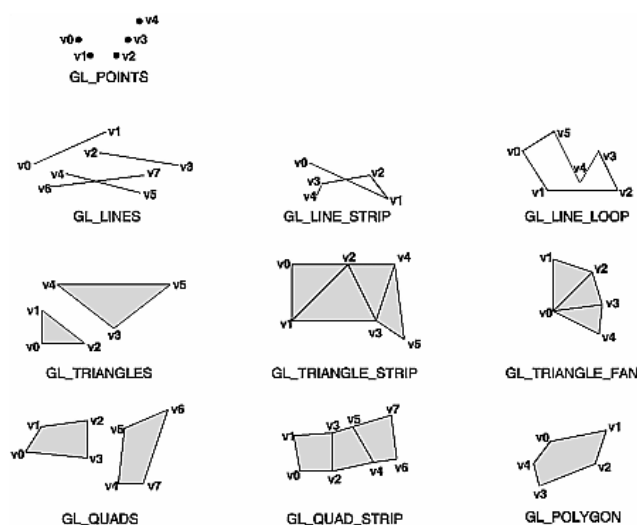 v4
v0 v3
v1 v2
GL_POINTS
v1
v2
v0 v4 v7 v3
v6 v5
GL_LINES
v0
v3 v2
v4 v1
GL_LINE_STRIP
v5
v0 v3
v4
v1 v2
GL_LINE_LOOP
v4 v5
v1
v3
v0 v2
GL_TRIANGLES
v0 v2 v4
v1 v3
v5
GL_TRIANGLE_STRIP
v1
v2
v3
v0
v4
GL_TRIANGLE_FAN
v6
v1 v2 v5
v0 v3
v4 v7
GL_QUADS
v7
v1 v3 v5
v0 v2 v4 v6
GL_QUAD_STRIP
v1
v0
v4 v2
v3
GL_POLYGON